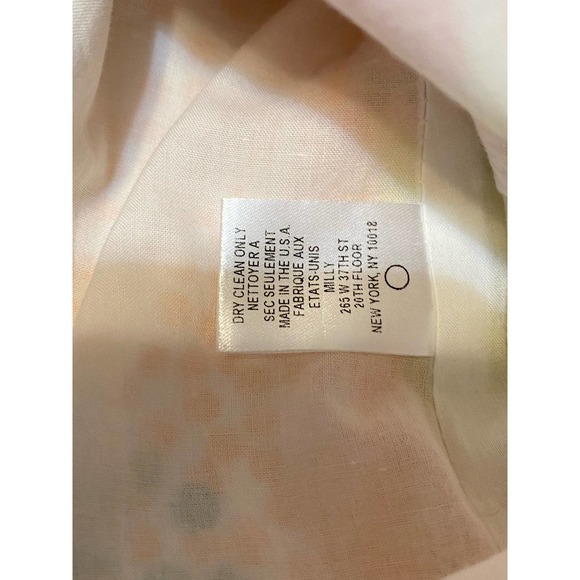 DRY CLEAN ONLY
NETTOYER A
SEC SEULEMENT
MADE IN THE U.S.A.
FABRIQUE AUX
ETATS-UNIS
MILLY
265 W 37TH ST
20TH FLOOR
NEW YORK, NY 10018